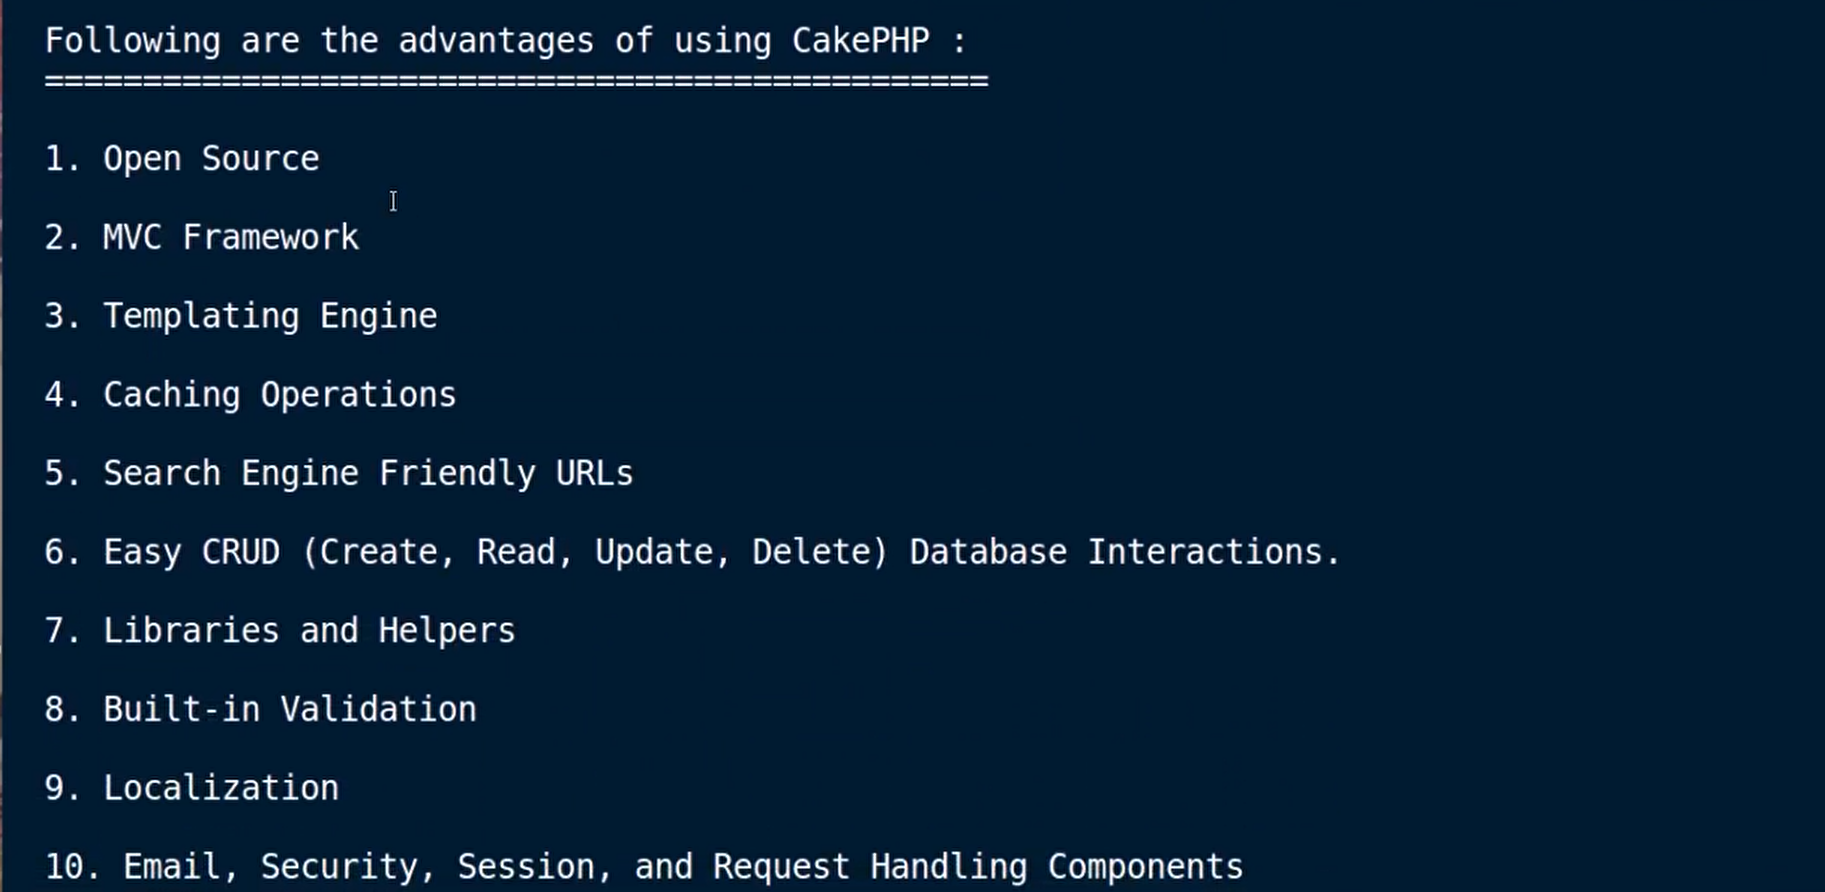 Following are the advantages of using CakePHP :
================================================
1. Open Source
2. MVC Framework
3. Templating Engine
4. Caching Operations
5. Search Engine Friendly URLs
6. Easy CRUD (Create, Read, Update, Delete) Database Interactions.
7. Libraries and Helpers
8. Built-in Validation
9. Localization
10. Email, Security, Session, and Request Handling Components